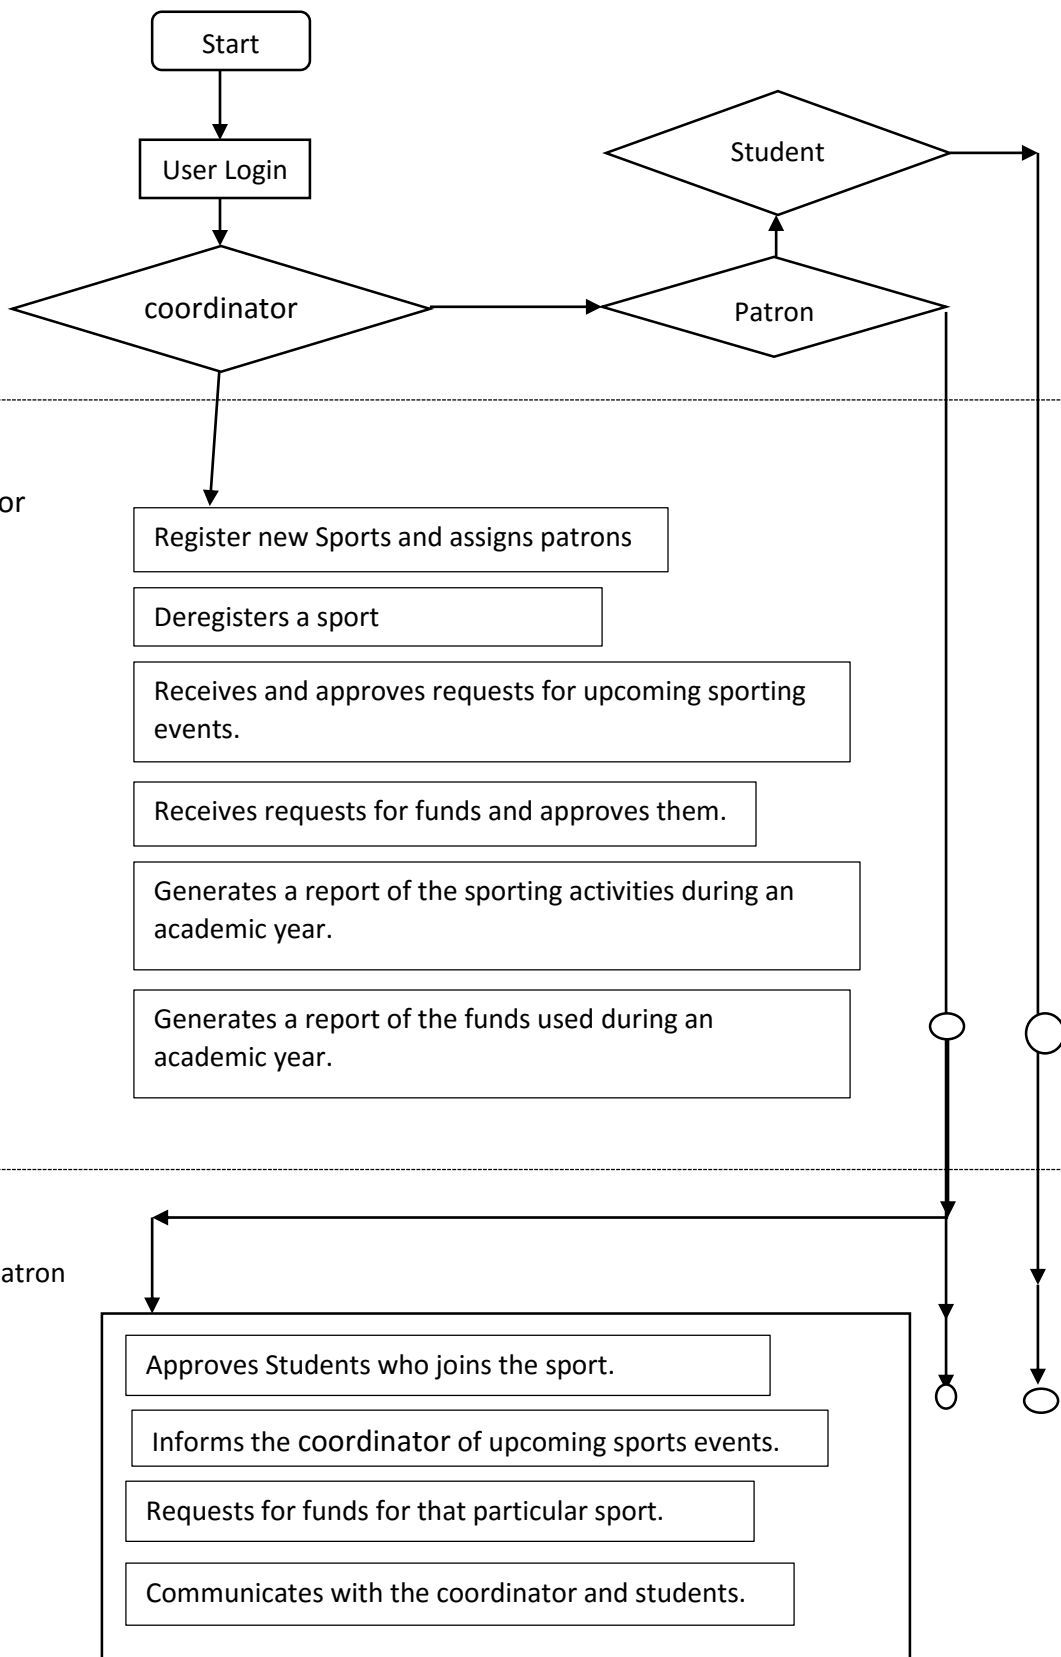 Start
Student
User Login
coordinator
Patron
or
Register new Sports and assigns patrons
Deregisters a sport
Receives and approves requests for upcoming sporting
events.
Receives requests for funds and approves them.
Generates a report of the sporting activities during an
academic year.
Generates a report of the funds used during an
academic year.
atron
Approves Students who joins the sport.
Informs the coordinator of upcoming sports events.
Requests for funds for that particular sport.
Communicates with the coordinator and students.